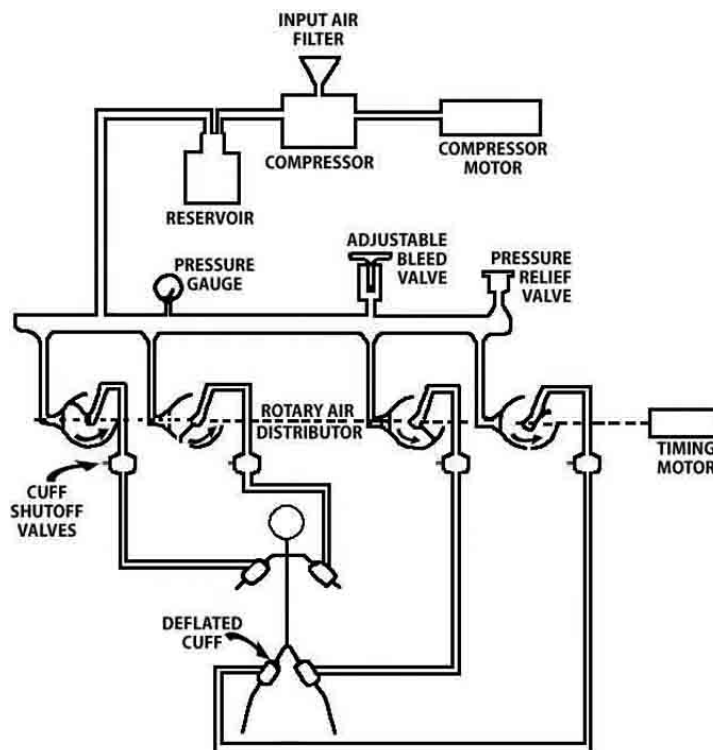 INPUT AIR
FILTER
COMPRESSOR
COMPRESSOR
MOTOR
RESERVOIR
PRESSURE
GAUGE
ADJUSTABLE
BLEED
VALVE
PRESSURE
RELIEF
VALVE
ROTARY AIR
DISTRIBUTOR
TIMING
MOTOR
CUFF
SHUTOFF
VALVES
DEFLATED
CUFF